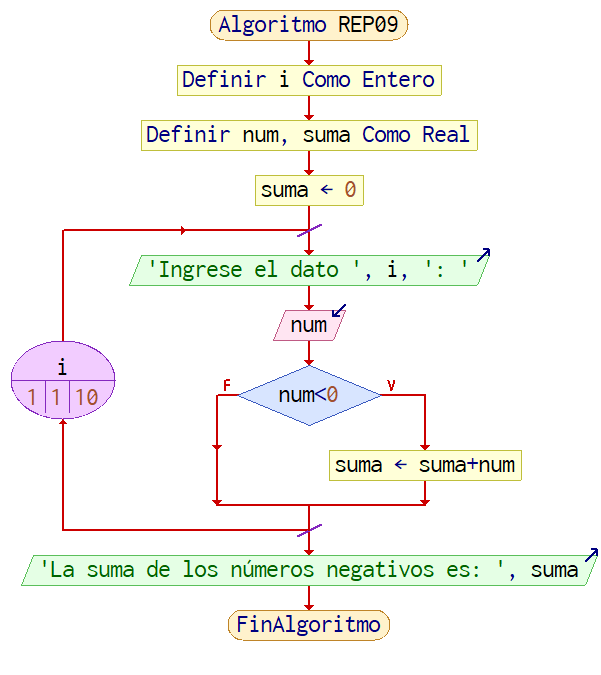 Algoritmo REP09
Definir i Como Entero
Definir num, suma Como Real
suma ← 0
'Ingrese el dato ', i, ': '
num
i
1 1 10
F
num<0
V
suma ← suma+num
'La suma de los números negativos es: ', suma
FinAlgoritmo